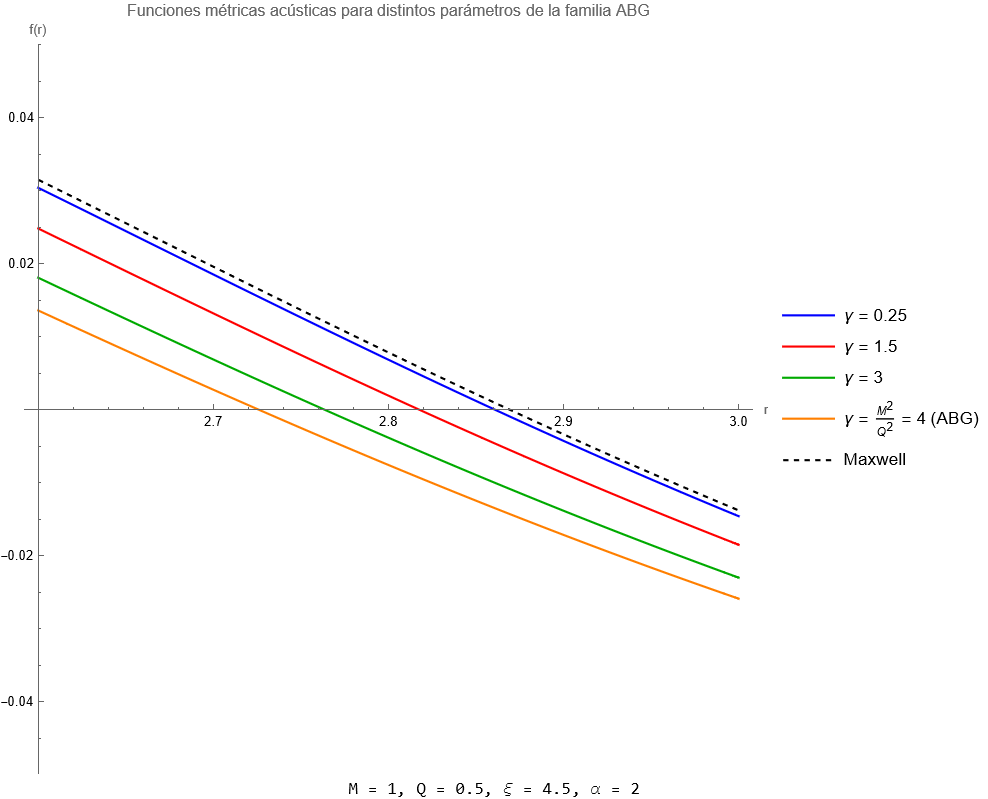 Funciones métricas acústicas para distintos parámetros de la familia ABG
f(r)
0.04
0.02
-0.02
-0.04
2.7
2.8
2.9
3.0
r
γ = 0.25
γ = 1.5
γ = 3
γ = M²/Q² = 4 (ABG)
Maxwell
M = 1, Q = 0.5, ξ = 4.5, α = 2